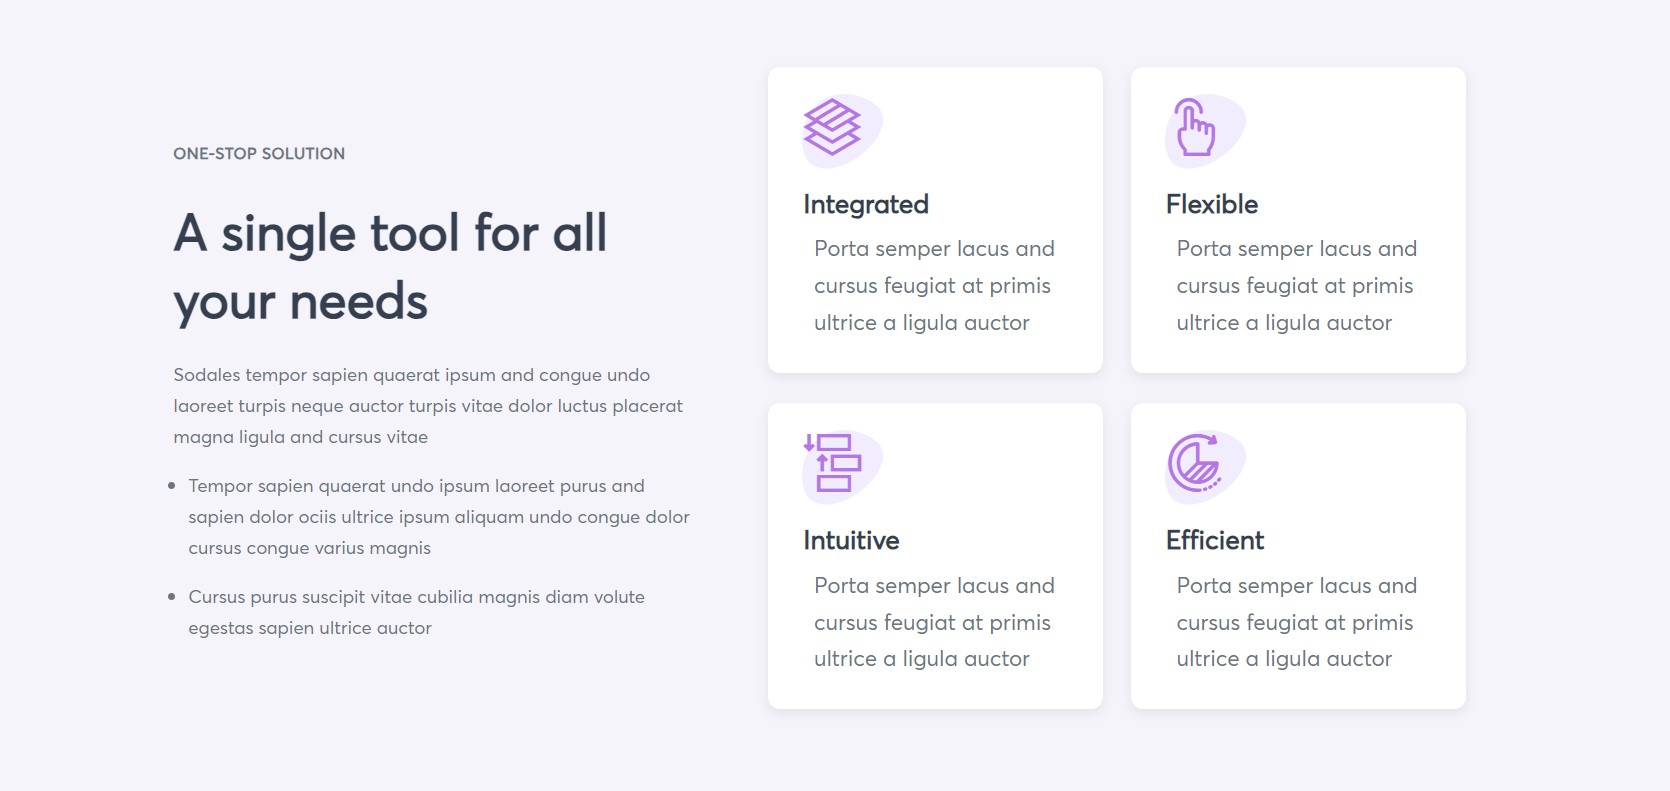 ONE-STOP SOLUTION
A single tool for all
your needs
Sodales tempor sapien quaerat ipsum and congue undo
laoreet turpis neque auctor turpis vitae dolor luctus placerat
magna ligula and cursus vitae
Tempor sapien quaerat undo ipsum laoreet purus and
sapien dolor ociis ultrice ipsum aliquam undo congue dolor
cursus congue varius magnis
Cursus purus suscipit vitae cubilia magnis diam volute
egestas sapien ultrice auctor
Integrated
Porta semper lacus and
cursus feugiat at primis
ultrice a ligula auctor
Flexible
Porta semper lacus and
cursus feugiat at primis
ultrice a ligula auctor
Intuitive
Porta semper lacus and
cursus feugiat at primis
ultrice a ligula auctor
Efficient
Porta semper lacus and
cursus feugiat at primis
ultrice a ligula auctor